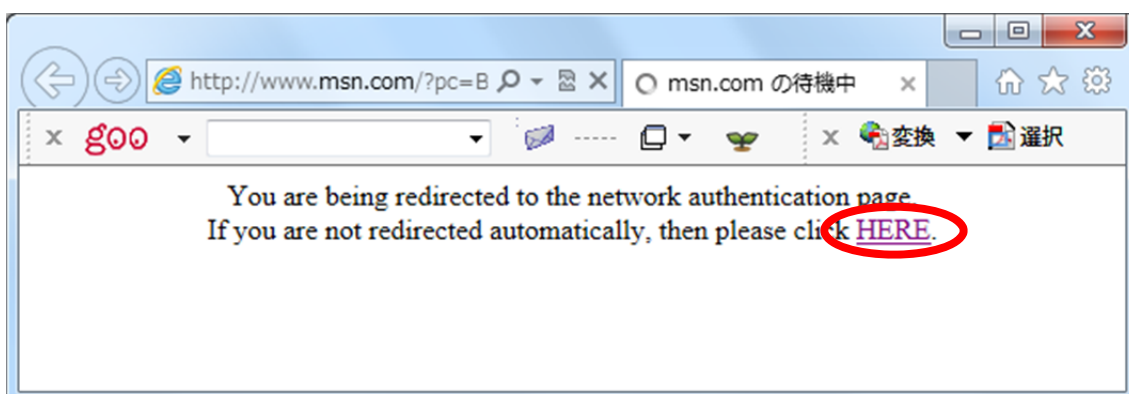 http://www.msn.com/?pc=B
msn.com の待機中
goo
変換
選択
You are being redirected to the network authentication page.
If you are not redirected automatically, then please click HERE.